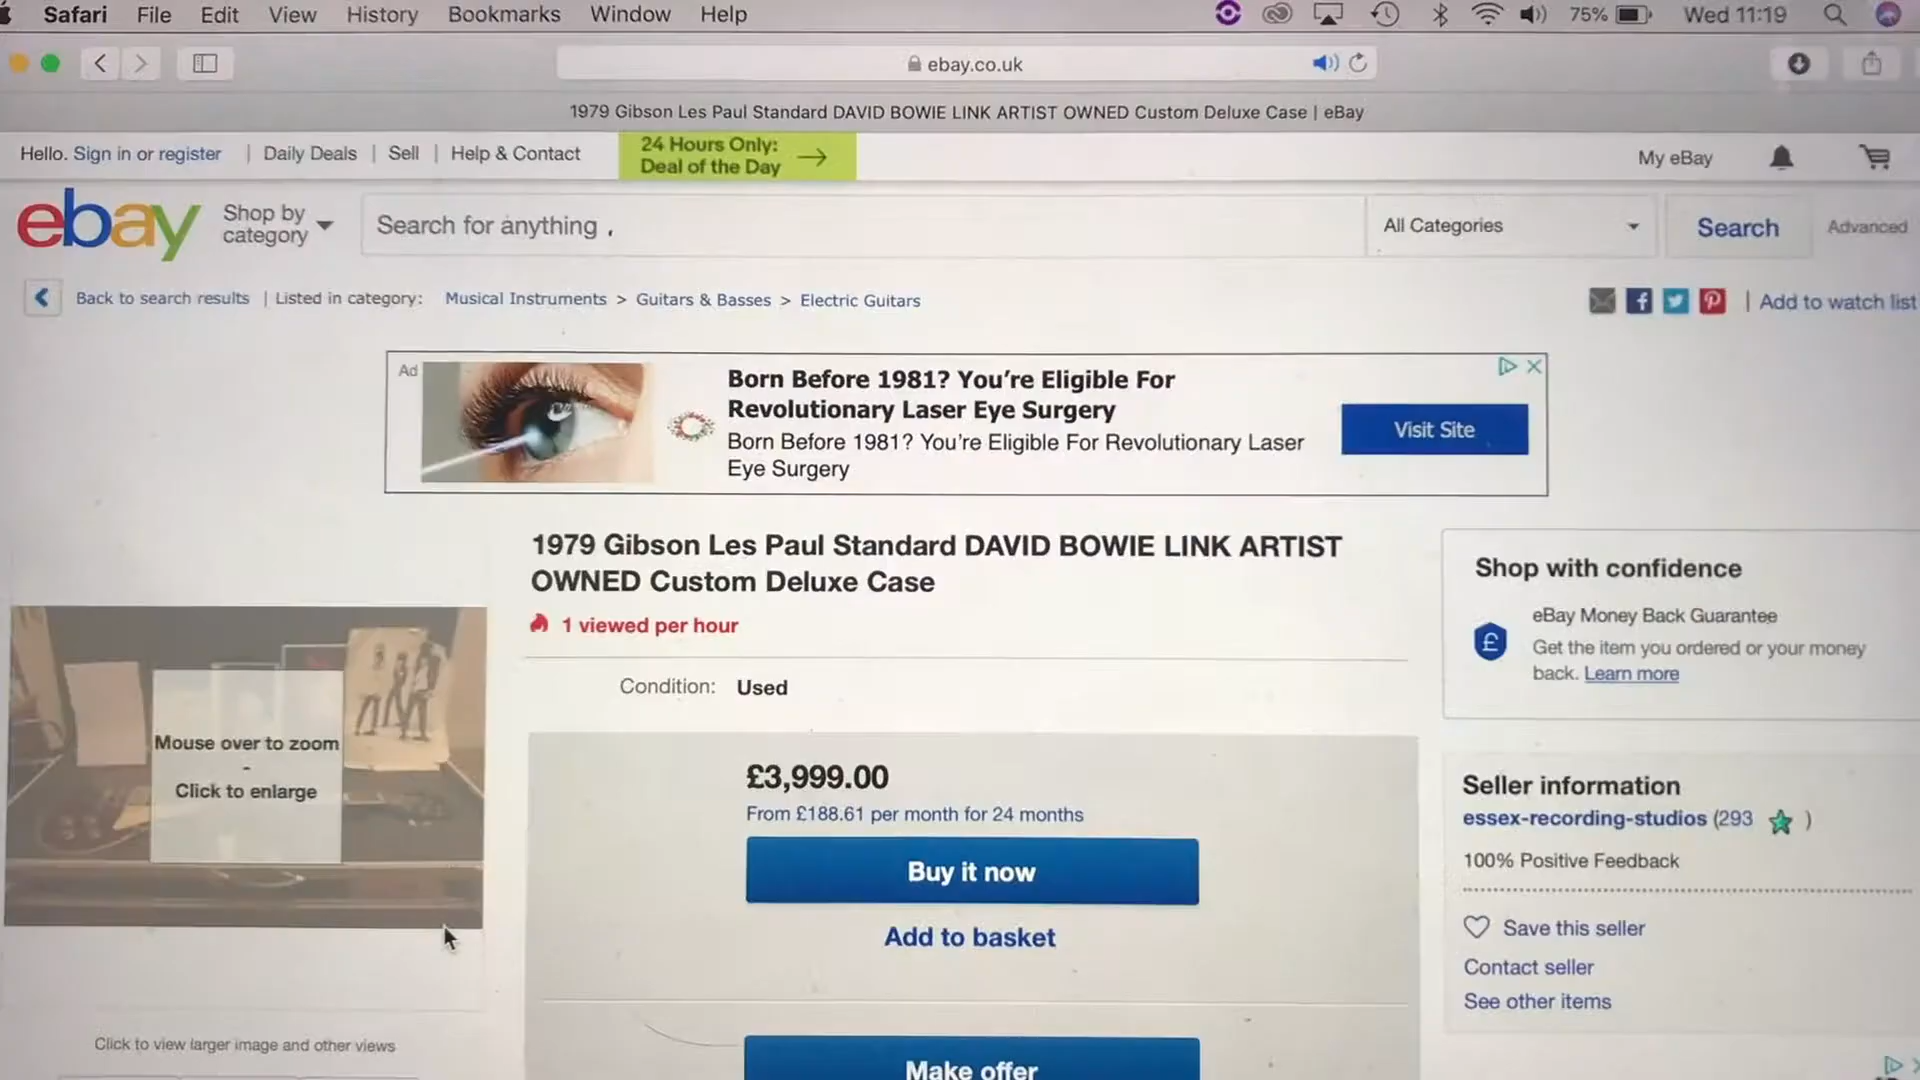 Safari File Edit View History Bookmarks Window Help 75% Wed 11:19
ebay.co.uk
1979 Gibson Les Paul Standard DAVID BOWIE LINK ARTIST OWNED Custom Deluxe Case | eBay
Hello. Sign in or register | Daily Deals | Sell | Help & Contact
24 Hours Only:
Deal of the Day
My eBay
ebay
Shop by
category
Search for anything
All Categories
Search
Advanced
Back to search results | Listed in category: Musical Instruments > Guitars & Basses > Electric Guitars
| Add to watch list
Ad
Born Before 1981? You're Eligible For
Revolutionary Laser Eye Surgery
Born Before 1981? You're Eligible For Revolutionary Laser
Eye Surgery
Visit Site
1979 Gibson Les Paul Standard DAVID BOWIE LINK ARTIST
OWNED Custom Deluxe Case
1 viewed per hour
Condition: Used
Mouse over to zoom
-
Click to enlarge
Click to view larger image and other views
£3,999.00
From £188.61 per month for 24 months
Buy it now
Add to basket
Make offer
Shop with confidence
eBay Money Back Guarantee
Get the item you ordered or your money
back. Learn more
Seller information
essex-recording-studios (293 )
100% Positive Feedback
Save this seller
Contact seller
See other items